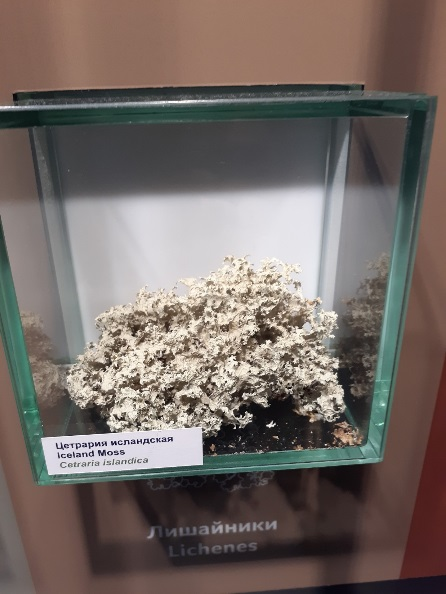 Цетрария исландская
Iceland Moss
Cetraria islandica
Лишайники
Lichenes